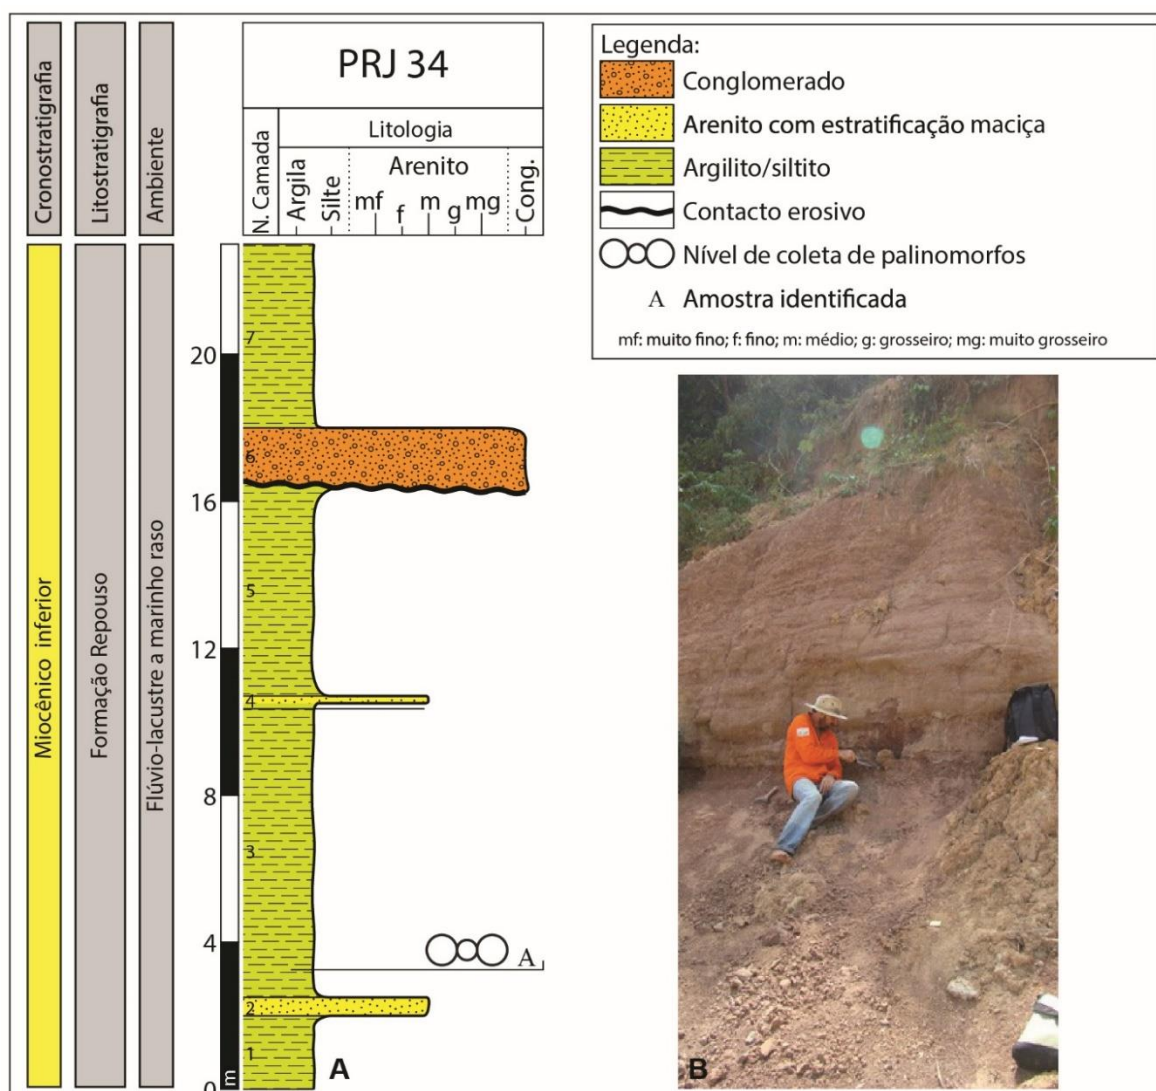 Cronostratigrafia
Litostratigrafia
Ambiente
PRJ 34
N. Camada
Litologia
Argila
Silte
Arenito
mf
f
m
g
mg
Cong.
Miocênico inferior
Formação Repouso
Flúvio-lacustre a marinho raso
20
16
12
8
4
0
m
7
6
5
4
3
2
1
A
A
Legenda:
Conglomerado
Arenito com estratificação maciça
Argilito/siltito
Contacto erosivo
Nível de coleta de palinomorfos
A Amostra identificada
mf: muito fino; f: fino; m: médio; g: grosseiro; mg: muito grosseiro
B